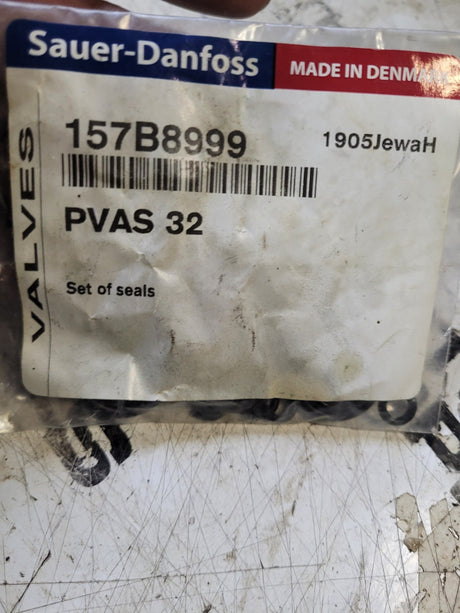 Sauer-Danfoss
MADE IN DENMARK
157B8999
1905JewaH
PVAS 32
Set of seals
VALVES